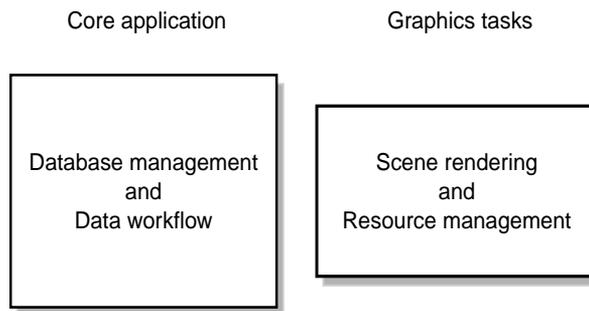 Core application
Graphics tasks
Database management
and
Data workflow
Scene rendering
and
Resource management